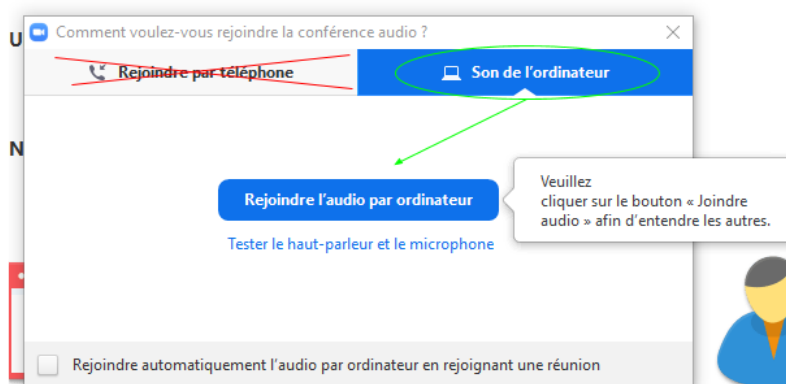 U
Comment voulez-vous rejoindre la conférence audio ?
Rejoindre par téléphone
Son de l'ordinateur
N
Rejoindre l'audio par ordinateur
Veuillez
cliquer sur le bouton « Joindre
audio » afin d'entendre les autres.
Tester le haut-parleur et le microphone
Rejoindre automatiquement l'audio par ordinateur en rejoignant une réunion